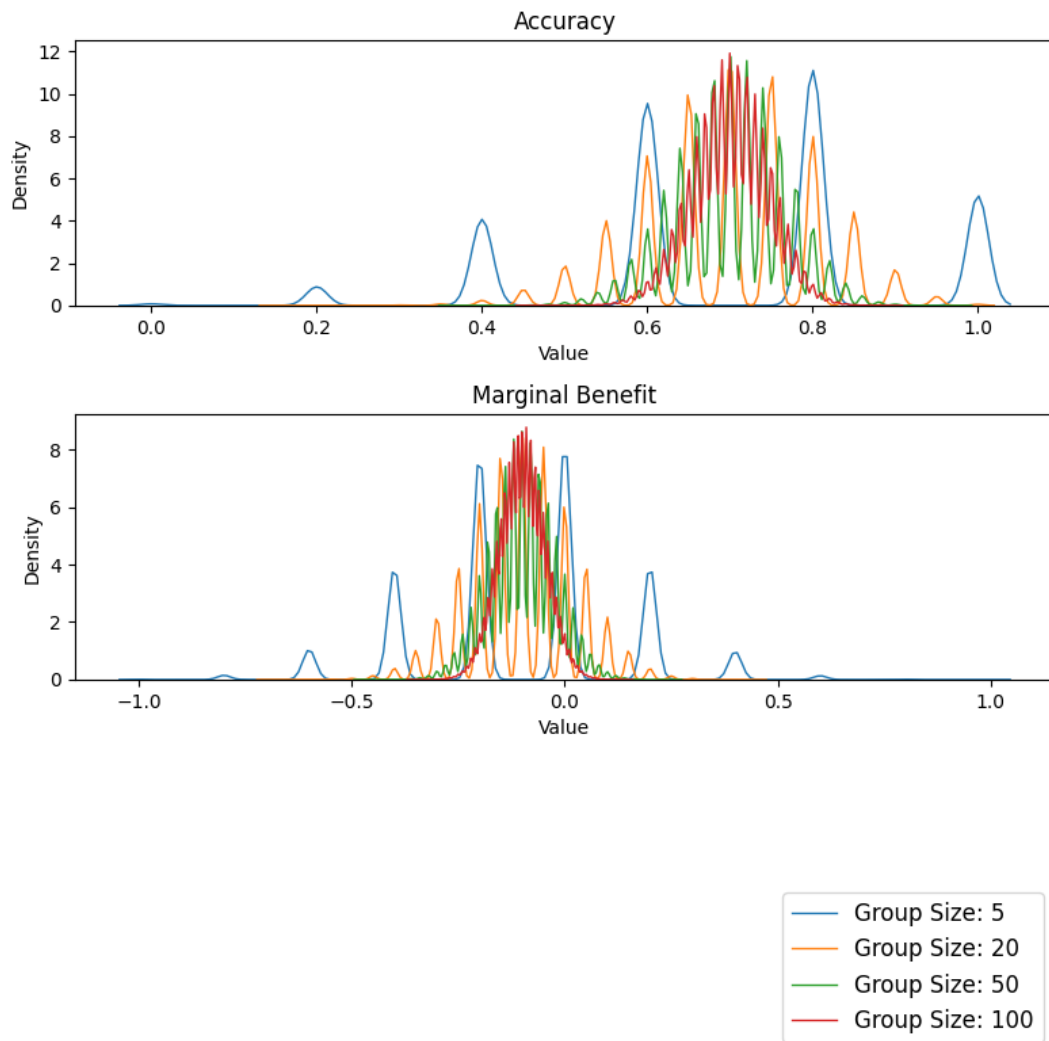 Accuracy
12
10
8
6
4
2
0
Density
0.0 0.2 0.4 0.6 0.8 1.0
Value
Marginal Benefit
8
6
4
2
0
Density
−1.0 −0.5 0.0 0.5 1.0
Value
Group Size: 5
Group Size: 20
Group Size: 50
Group Size: 100